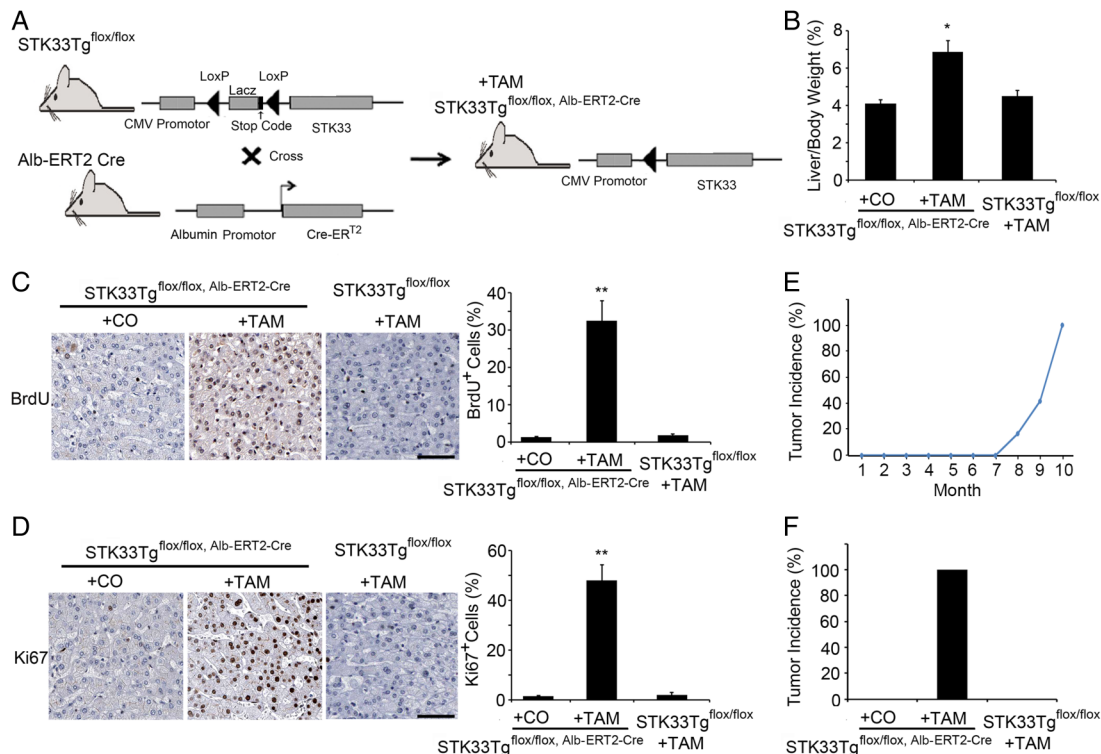 A
STK33Tg flox/flox
LoxP LoxP
Lacz
CMV Promotor Stop Code STK33
Alb-ERT2 Cre
Cross
Albumin Promotor Cre-ER T2
+TAM
STK33Tg flox/flox, Alb-ERT2-Cre
CMV Promotor STK33
B
Liver/Body Weight (%)
8
6
4
2
0
*
+CO +TAM STK33Tg flox/flox
STK33Tg flox/flox, Alb-ERT2-Cre +TAM
C
STK33Tg flox/flox, Alb-ERT2-Cre STK33Tg flox/flox
+CO +TAM +TAM
BrdU
BrdU+ Cells (%)
40
30
20
10
0
**
+CO +TAM STK33Tg flox/flox
STK33Tg flox/flox, Alb-ERT2-Cre +TAM
E
Tumor Incidence (%)
100
80
60
40
20
0
1 2 3 4 5 6 7 8 9 10
Month
D
STK33Tg flox/flox, Alb-ERT2-Cre STK33Tg flox/flox
+CO +TAM +TAM
Ki67
Ki67+ Cells (%)
60
40
20
0
**
+CO +TAM STK33Tg flox/flox
STK33Tg flox/flox, Alb-ERT2-Cre +TAM
F
Tumor Incidence (%)
100
80
60
40
20
0
+CO +TAM STK33Tg flox/flox
STK33Tg flox/flox, Alb-ERT2-Cre +TAM